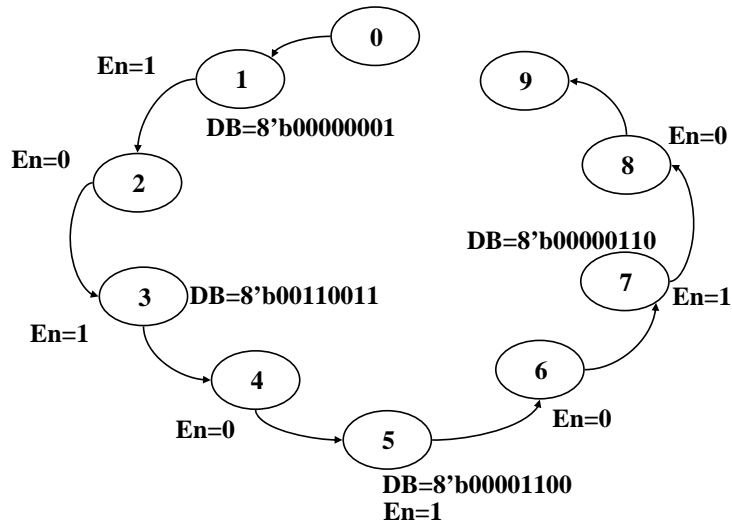 0
En=1
1
9
DB=8'b00000001
En=0
En=0
2
8
DB=8'b00000110
3
DB=8'b00110011
7
En=1
En=1
4
6
En=0
En=0
5
DB=8'b00001100
En=1